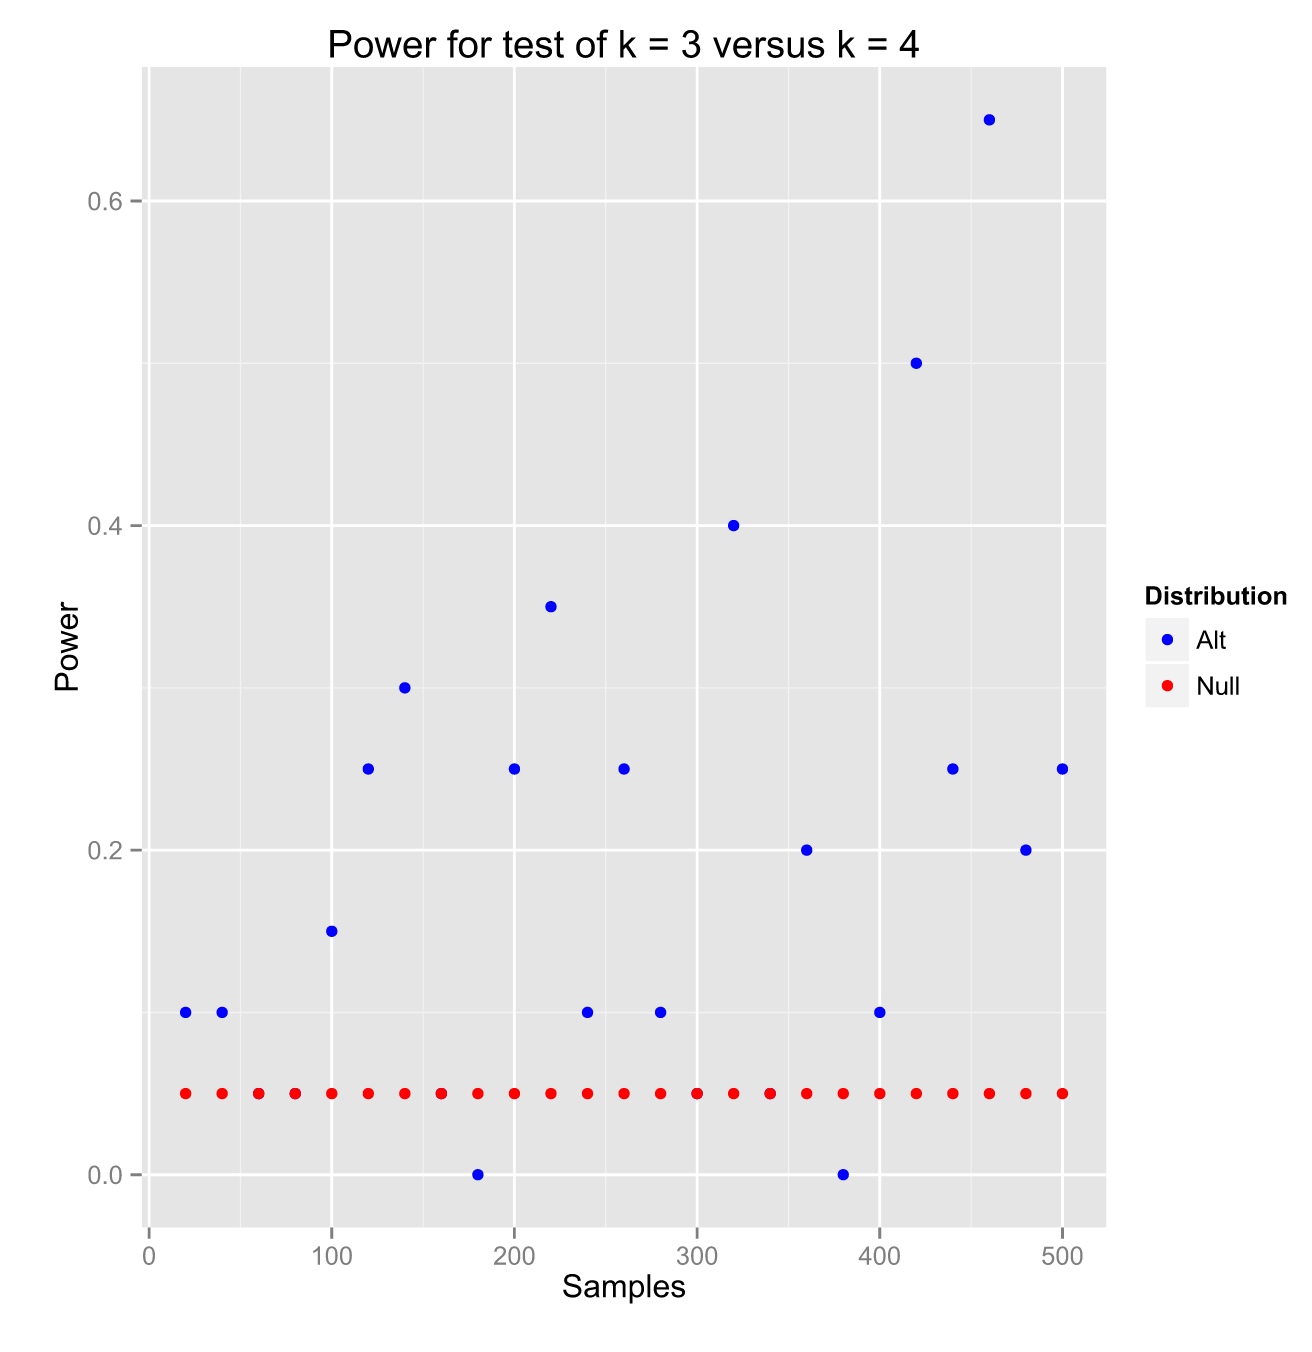 Power for test of k = 3 versus k = 4
0.6
0.4
0.2
0.0
Power
0 100 200 300 400 500
Samples
Distribution
Alt
Null